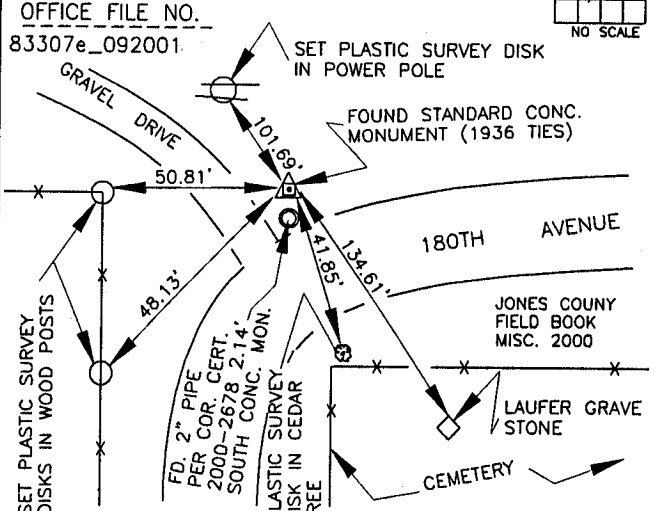 OFFICE FILE NO.
83307e_092001
NO SCALE
SET PLASTIC SURVEY DISK
IN POWER POLE
GRAVEL DRIVE
FOUND STANDARD CONC.
MONUMENT (1936 TIES)
101.69'
50.81'
180TH AVENUE
41.85'
134.61'
48.13'
JONES COUNY
FIELD BOOK
MISC. 2000
SET PLASTIC SURVEY
DISKS IN WOOD POSTS
FD. 2" PIPE
PER COR. CERT.
2000-2678 2.14'
SOUTH CONC. MON.
LASTIC SURVEY
ISK IN CEDAR
REE
LAUFER GRAVE
STONE
CEMETERY